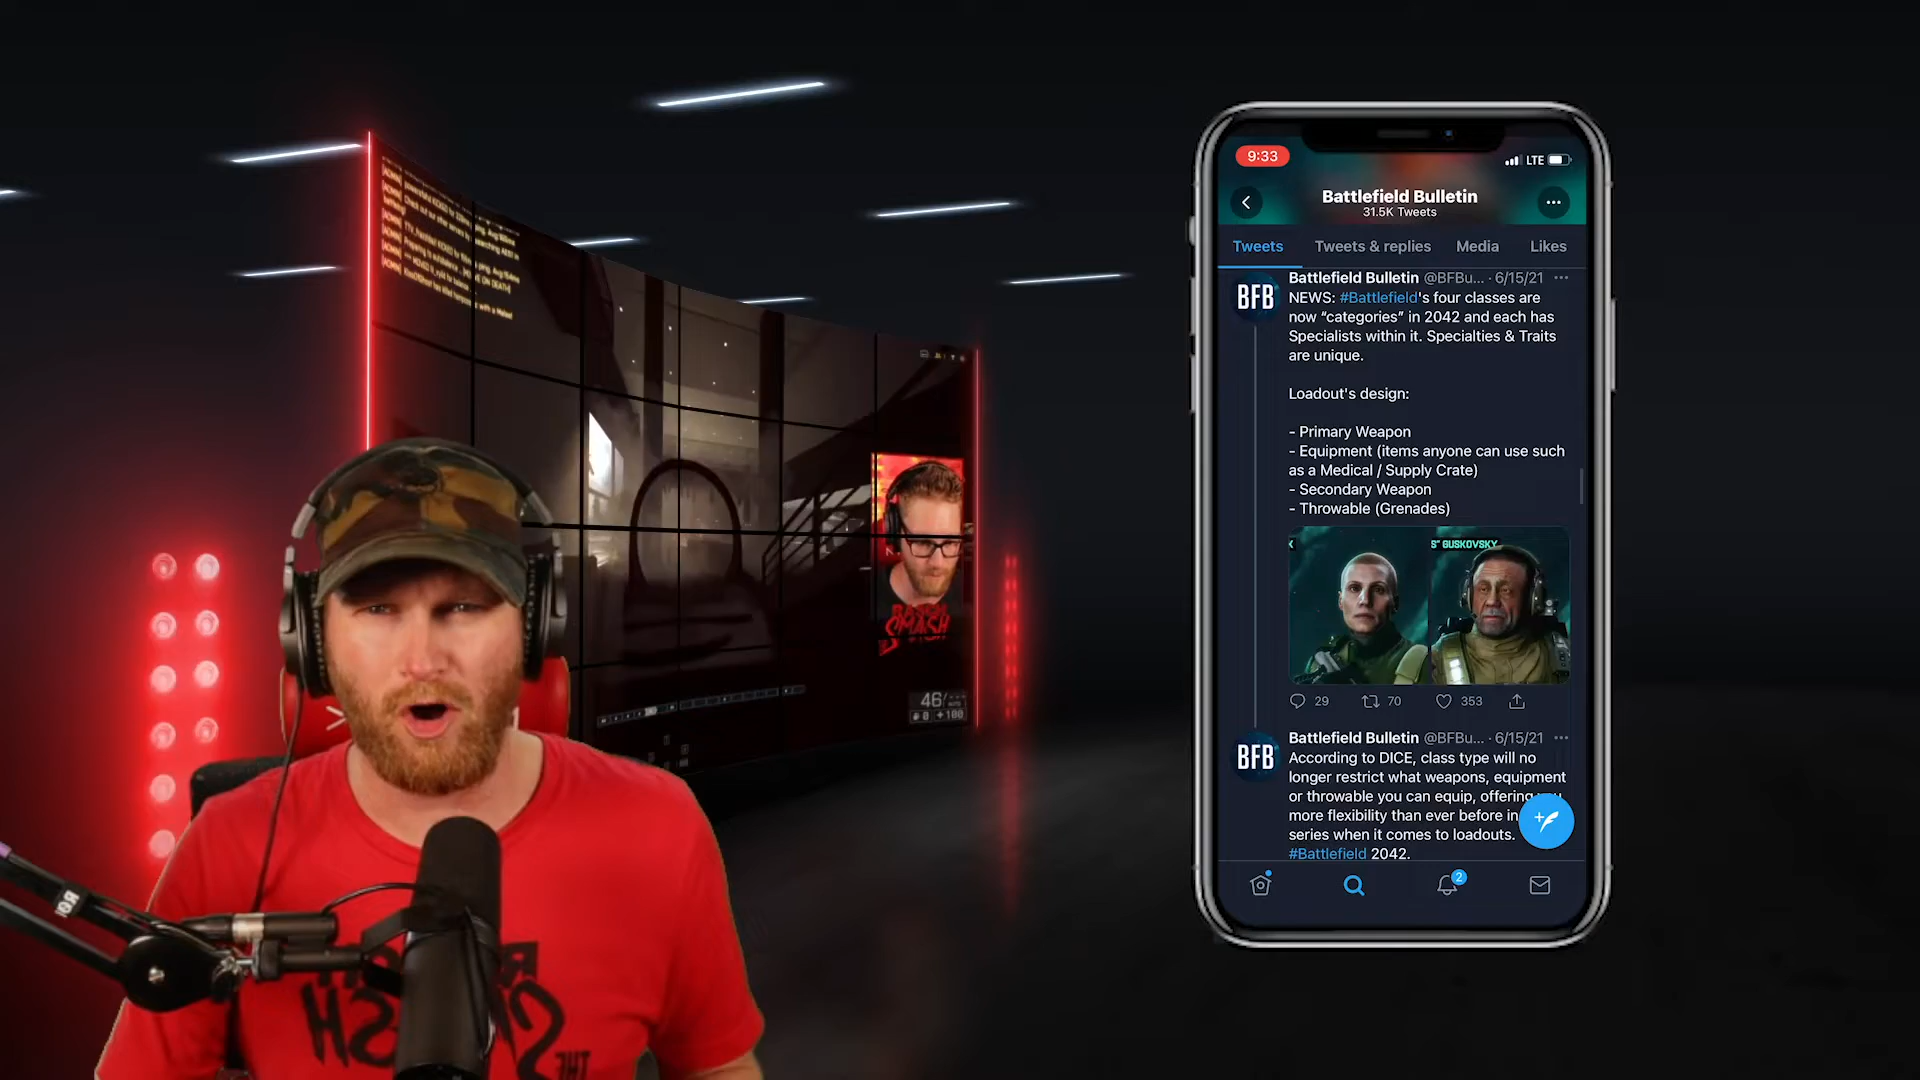 9:33
LTE
Battlefield Bulletin
31.5K Tweets
Tweets
Tweets & replies
Media
Likes
Battlefield Bulletin @BFBu... · 6/15/21
BFB
NEWS: #Battlefield's four classes are
now “categories” in 2042 and each has
Specialists within it. Specialties & Traits
are unique.
Loadout's design:
- Primary Weapon
- Equipment (items anyone can use such
as a Medical / Supply Crate)
- Secondary Weapon
- Throwable (Grenades)
S" GUSKOVSKY
29
70
353
Battlefield Bulletin @BFBu... · 6/15/21
BFB
According to DICE, class type will no
longer restrict what weapons, equipment
or throwable you can equip, offering
more flexibility than ever before in
series when it comes to loadouts.
#Battlefield 2042.
2
SMASH
46/
100
THE